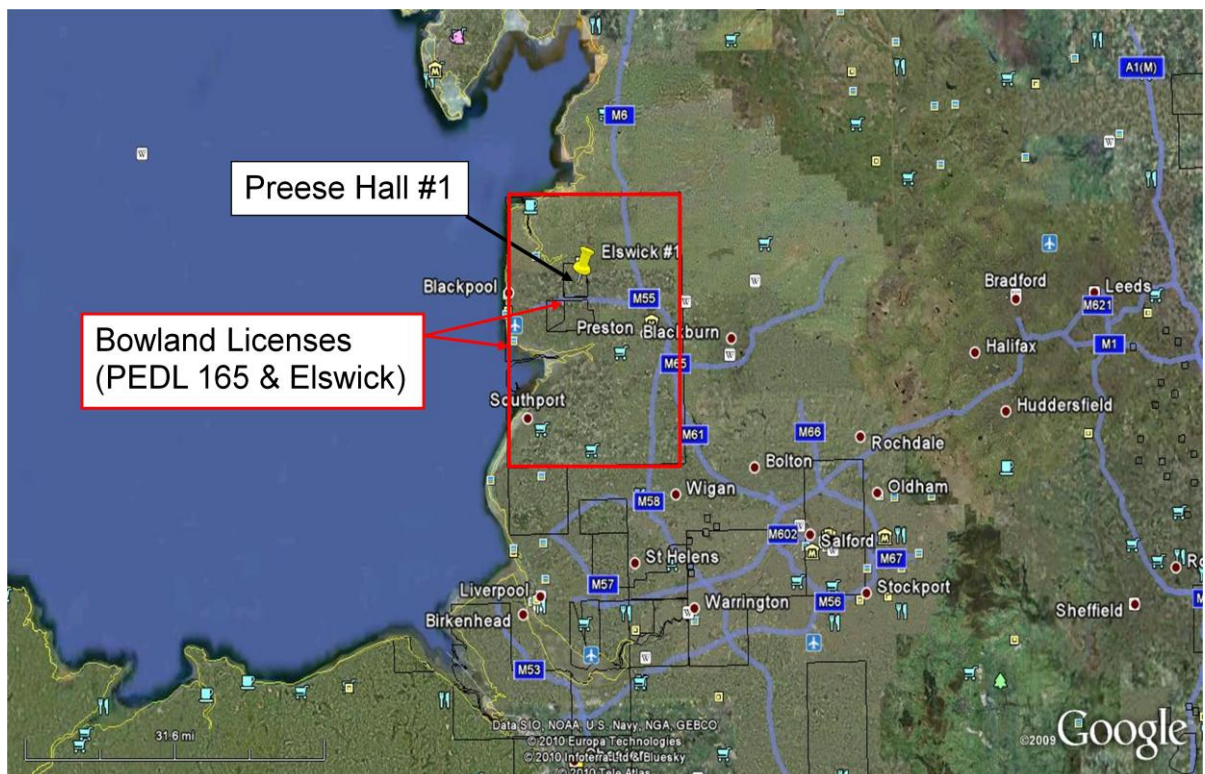 M6
A1(M)
Preese Hall #1
Elswick #1
Blackpool
M55
Bradford
Leeds
M621
Bowland Licenses
(PEDL 165 & Elswick)
Preston
Blackburn
M1
Halifax
M65
Southport
Huddersfield
M61
M66
Rochdale
Bolton
Wigan
Oldham
M58
M602
Salford
St Helens
M67
M57
Liverpool
Stockport
Warrington
M56
Birkenhead
Sheffield
M53
Data SIO, NOAA, U.S. Navy, NGA, GEBCO
© 2010 Europa Technologies
© 2010 Infoterra Ltd & Bluesky
© 2010 Tele Atlas
31.6 mi
©2009 Google